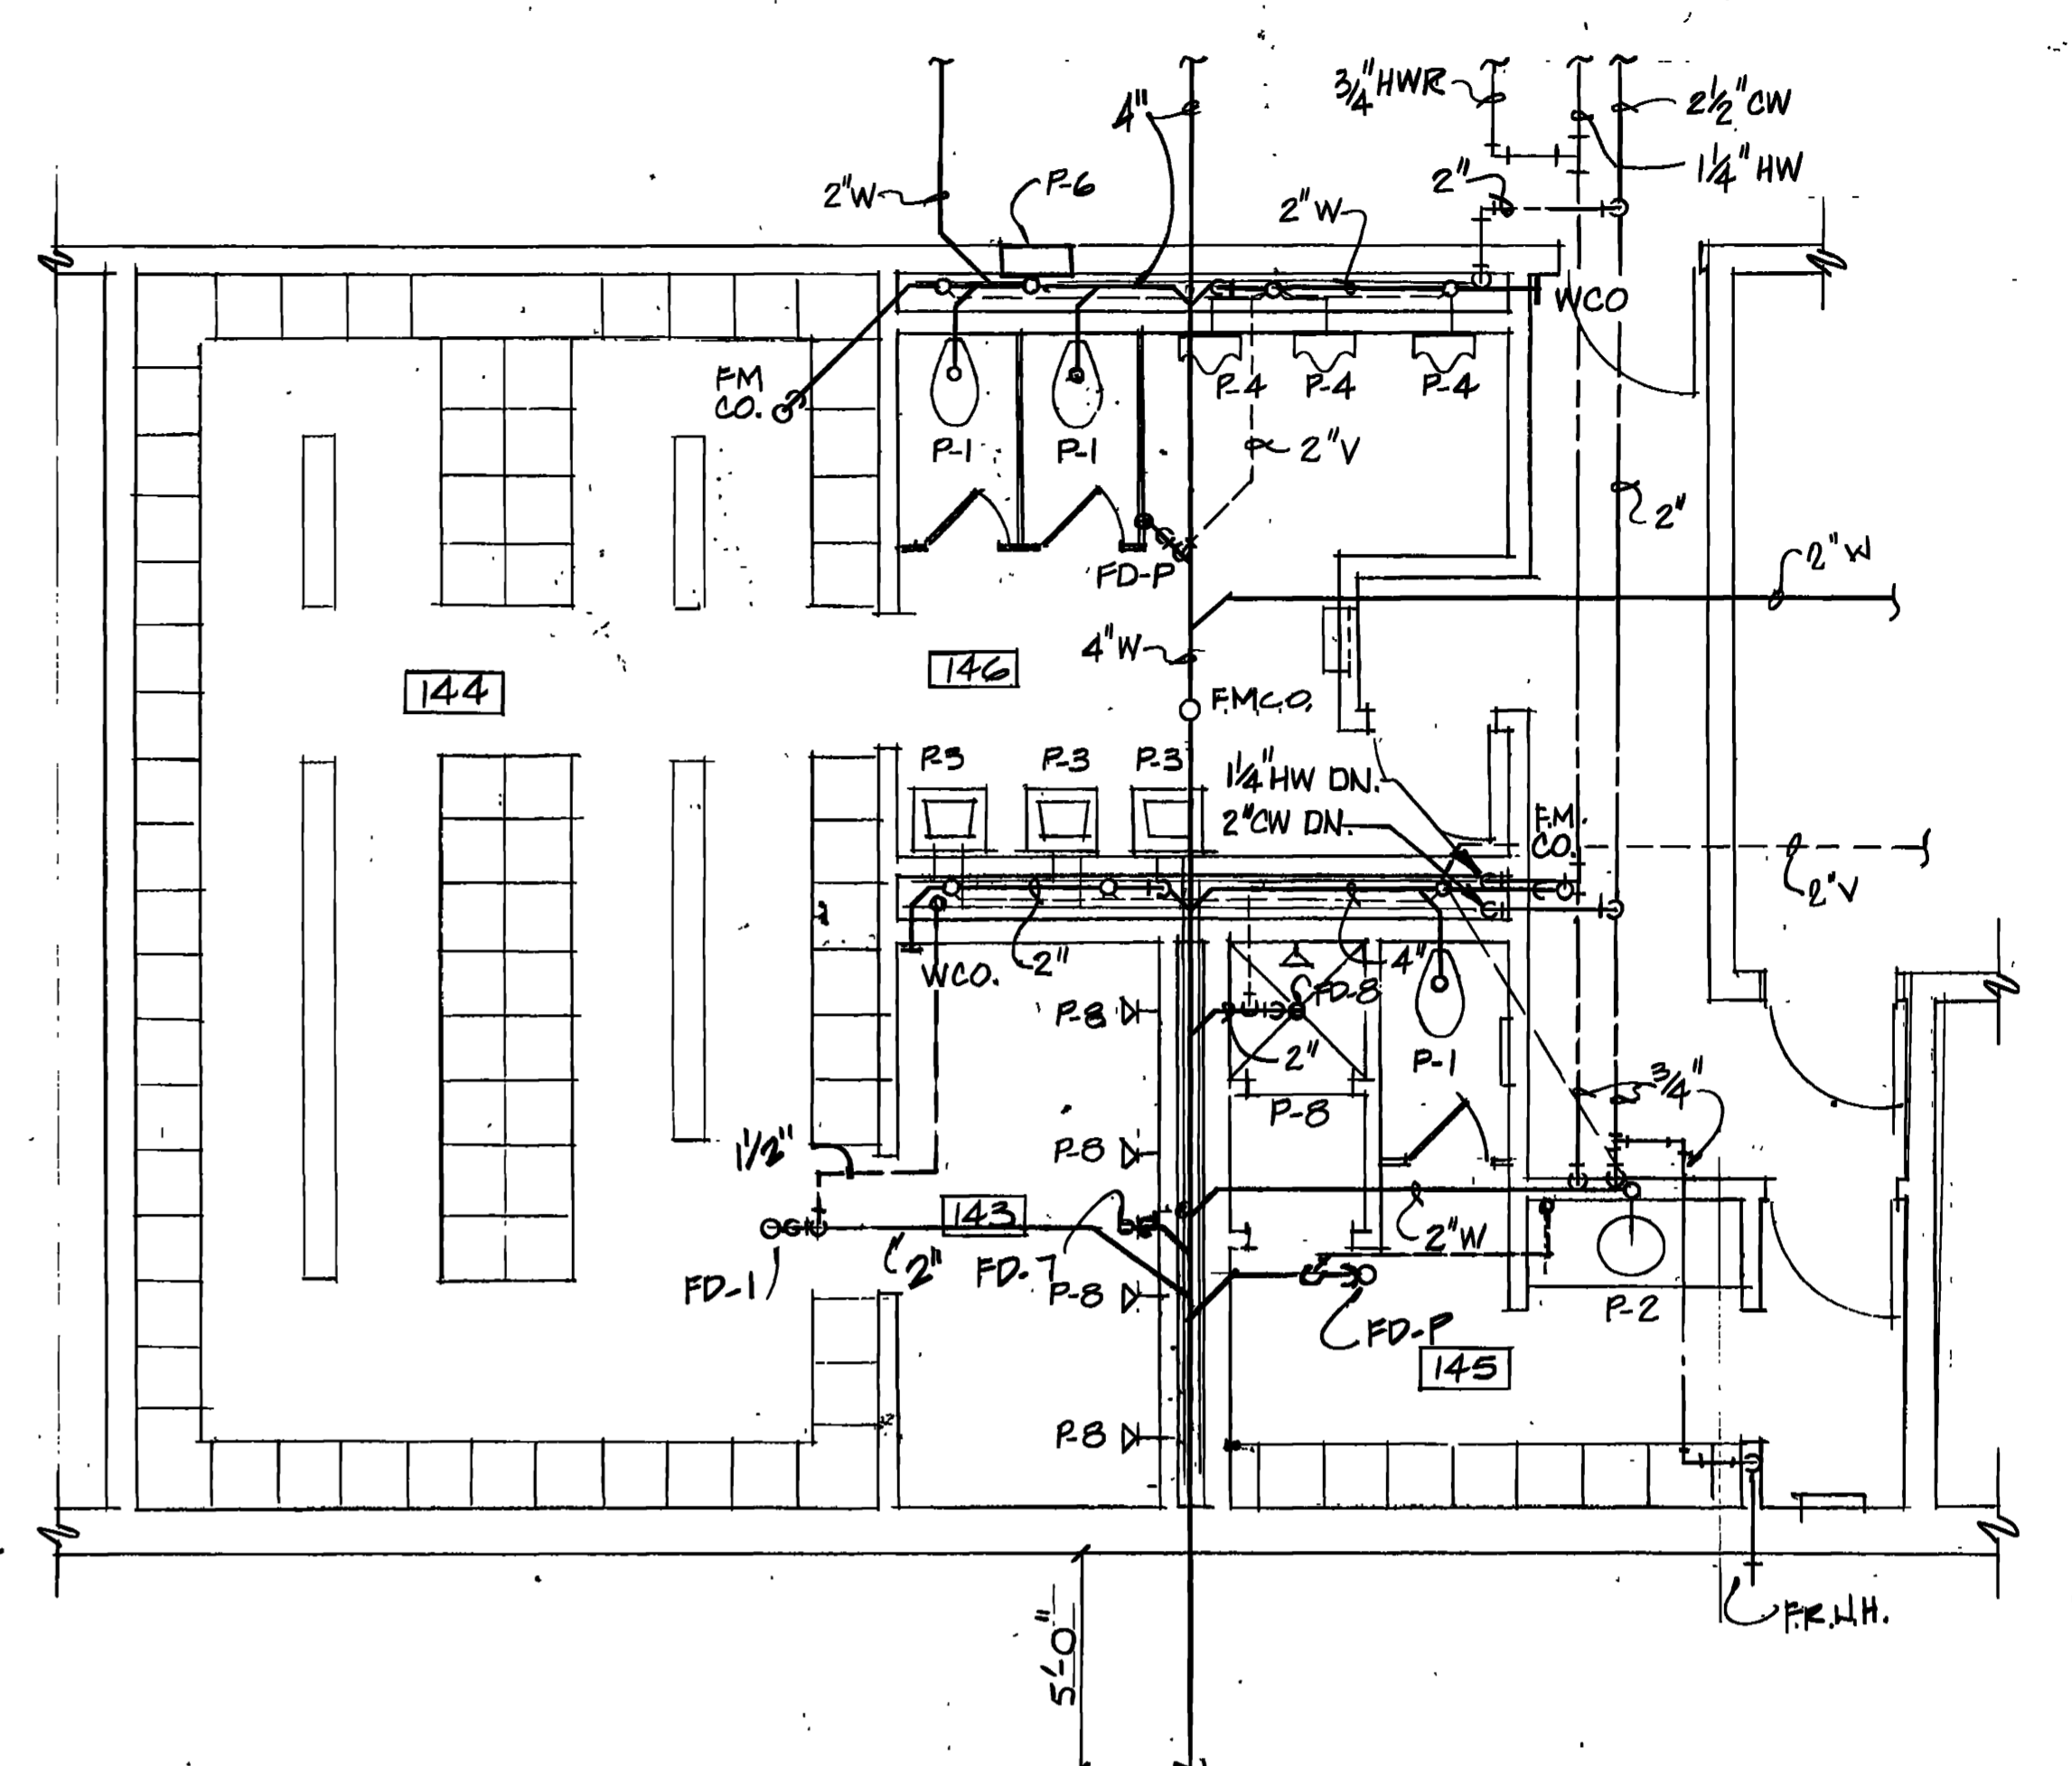 3/4" HWR
4"
2 1/2" CW
1 1/4" HW
2"W
P-6
2"
2"W
WCO
FM
CO.
P-4
P-4
P-4
P-1
P-1
2"V
2"
FD-P
2"W
4"W
146
144
F.M.C.O.
P-3
P-3
P-3
1 1/4" HW DN.
2" CW DN.
F.M.
CO.
2"V
WCO.
2"
4"
FD-8
P-8
2"
P-1
3/4"
P-8
P-8
1 1/2"
143
2"W
FD-1
2"
FD-7
P-8
P-2
FD-P
145
P-8
5'-0"